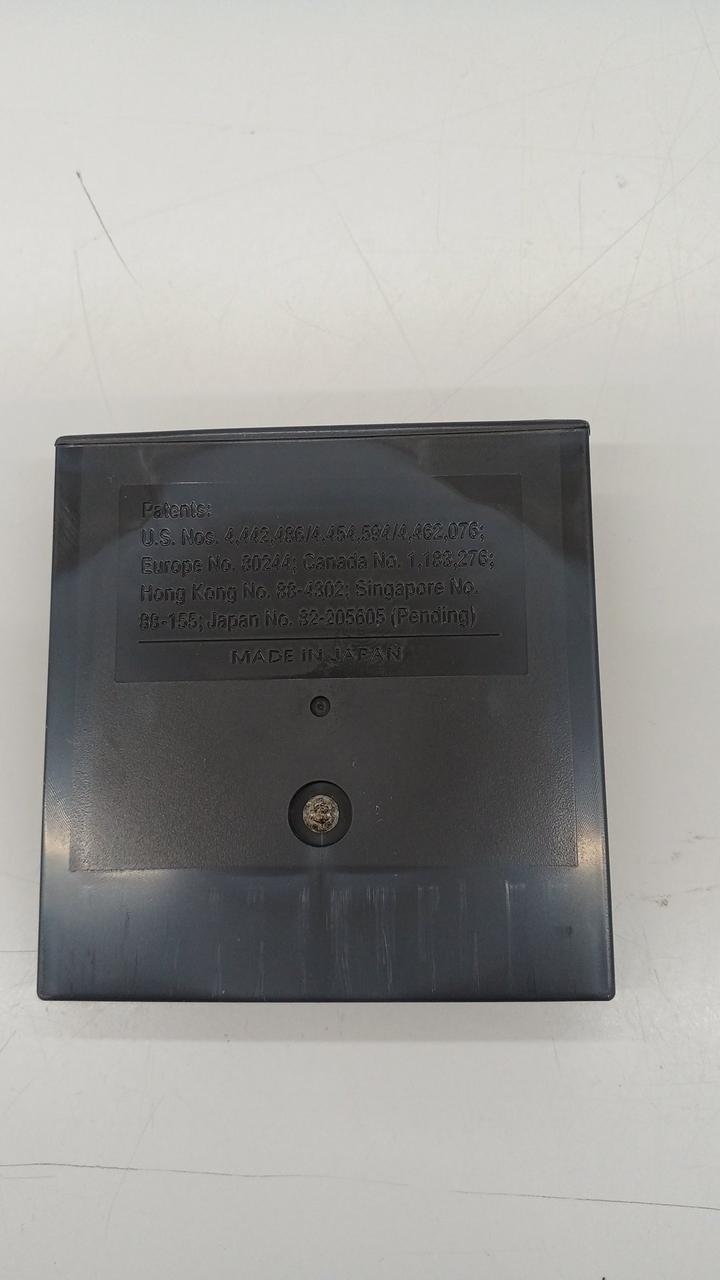 Patents:
U.S. Nos. 4,442,486/4,454,594/4,462,076;
Europe No. 80244; Canada No. 1,183,276;
Hong Kong No. 88-4302; Singapore No.
88-155; Japan No. 82-205605 (Pending)
MADE IN JAPAN